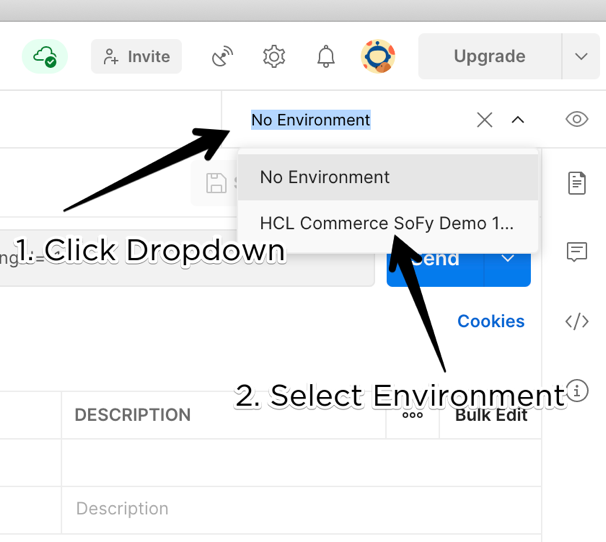 Invite
Upgrade
No Environment
No Environment
HCL Commerce SoFy Demo 1...
1. Click Dropdown
Send
Cookies
2. Select Environment
DESCRIPTION
Bulk Edit
Description